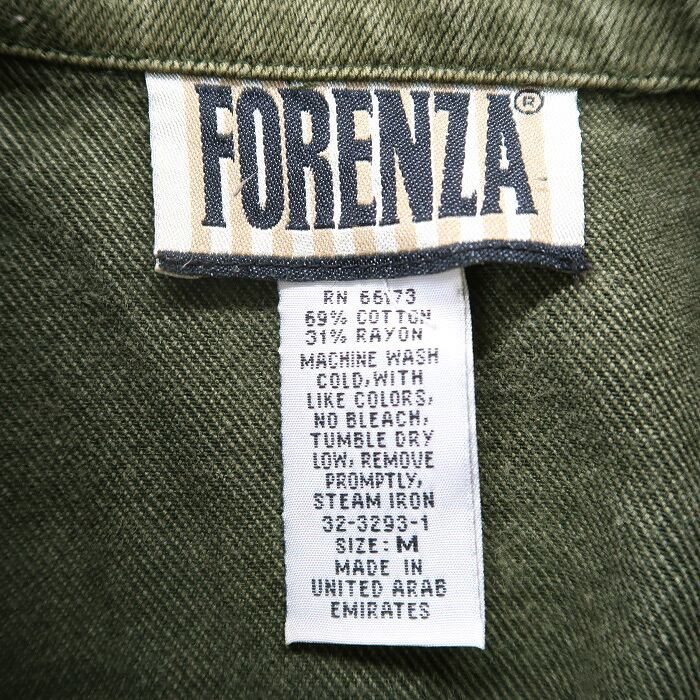 FORENZA®
RN 66173
69% COTTON
31% RAYON
MACHINE WASH
COLD, WITH
LIKE COLORS,
NO BLEACH,
TUMBLE DRY
LOW, REMOVE
PROMPTLY,
STEAM IRON
32-3293-1
SIZE: M
MADE IN
UNITED ARAB
EMIRATES